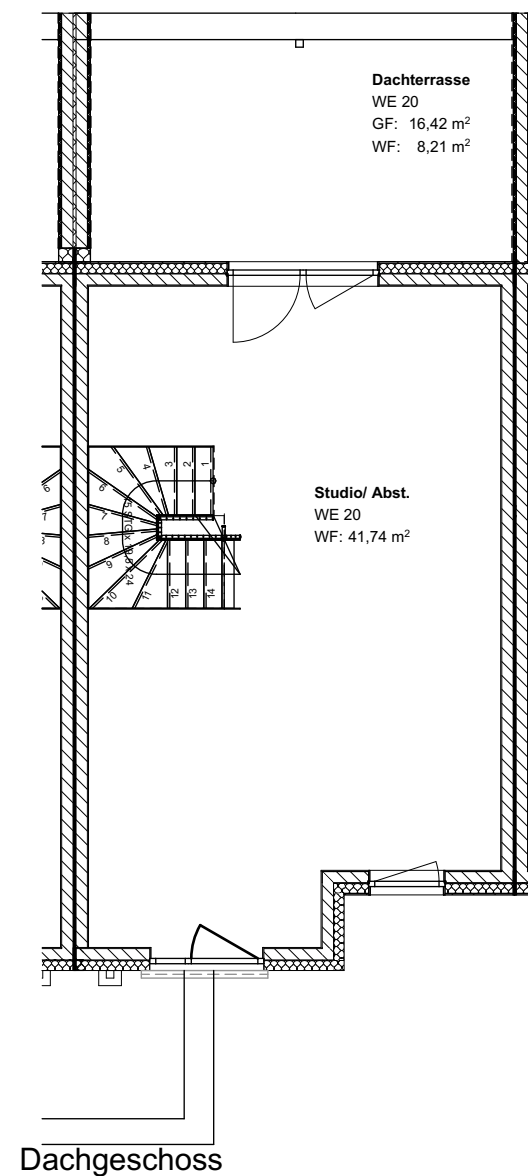 Dachterrasse
WE 20
GF: 16,42 m²
WF: 8,21 m²
5
4
3
2
1
6
7
8
9
10
11
12
13
14
Studio/ Abst.
WE 20
WF: 41,74 m²
Dachgeschoss